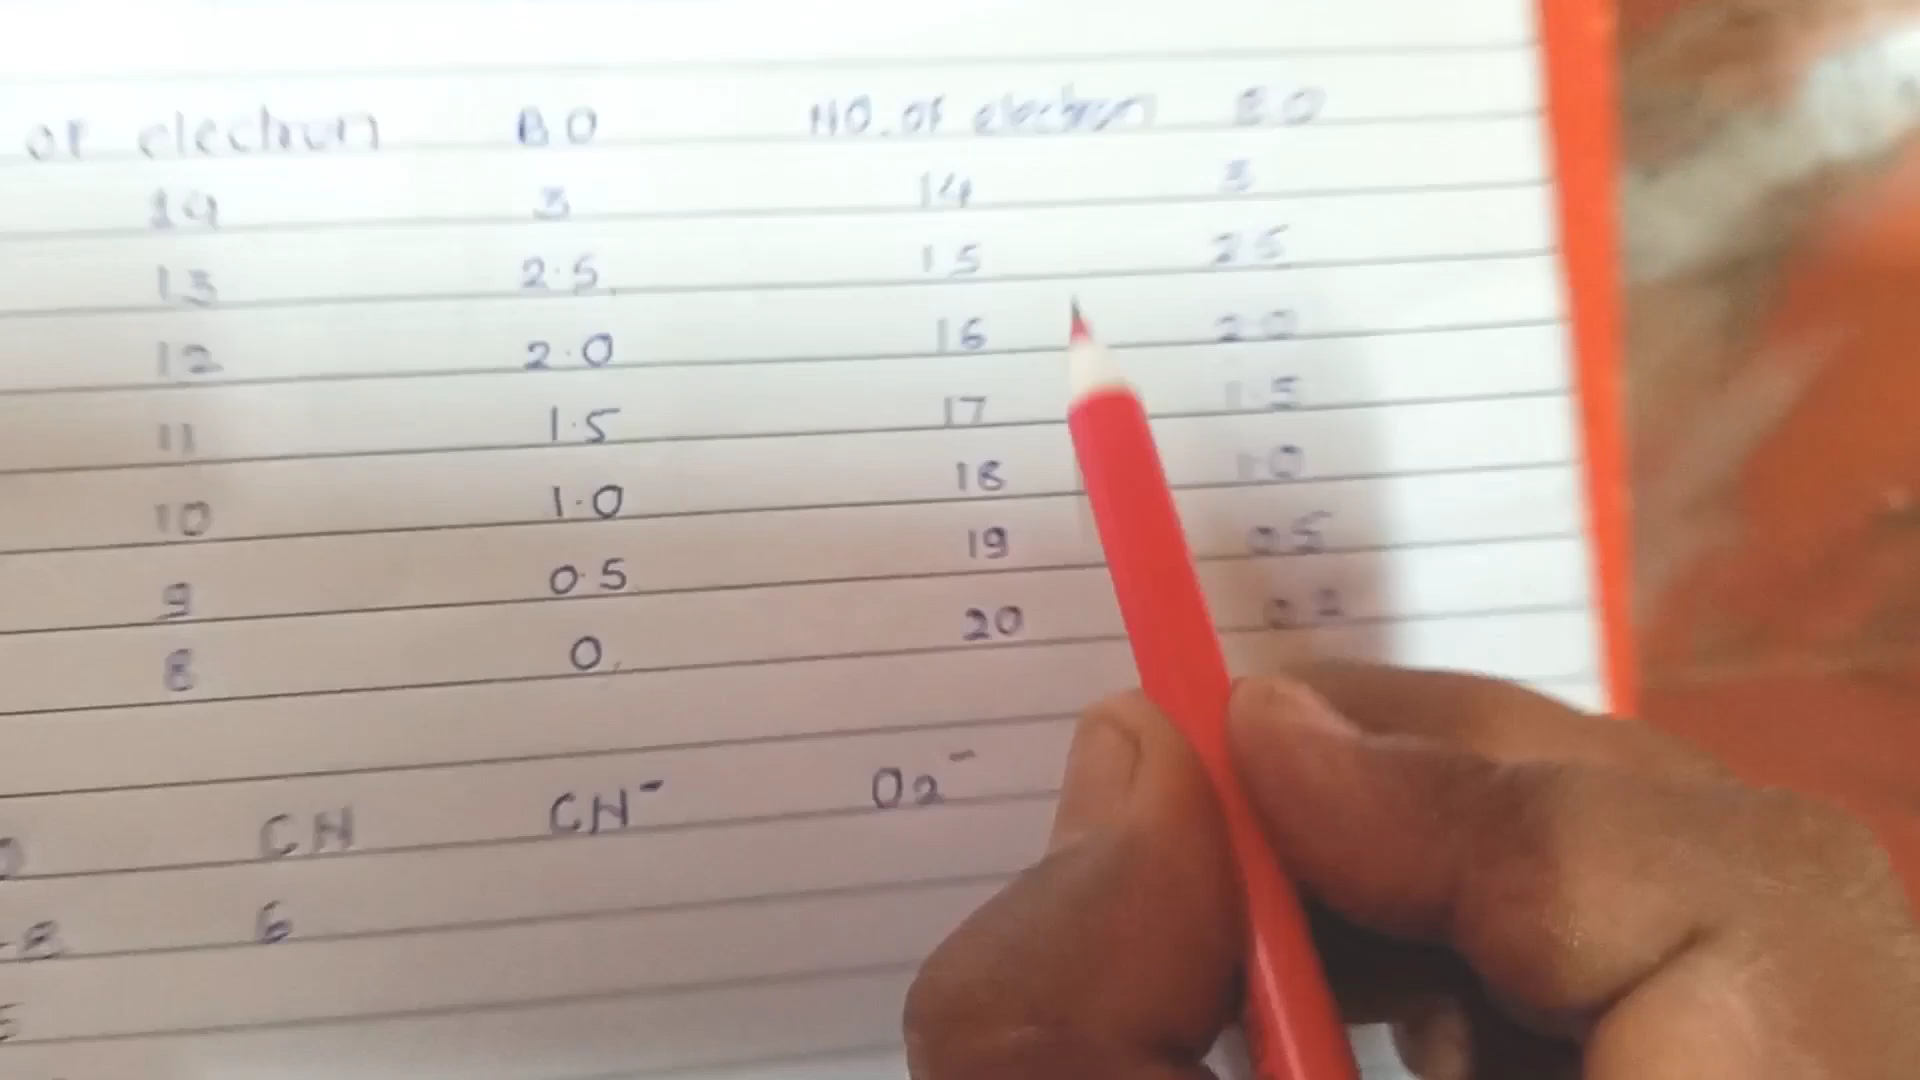 of electron BO NO. of electron BO
14 3 14 3
13 2.5 15 2.5
12 2.0 16 2.0
11 1.5 17 1.5
10 1.0 18 1.0
9 0.5 19 0.5
8 0 20
CN CN⁻ O2⁻
6